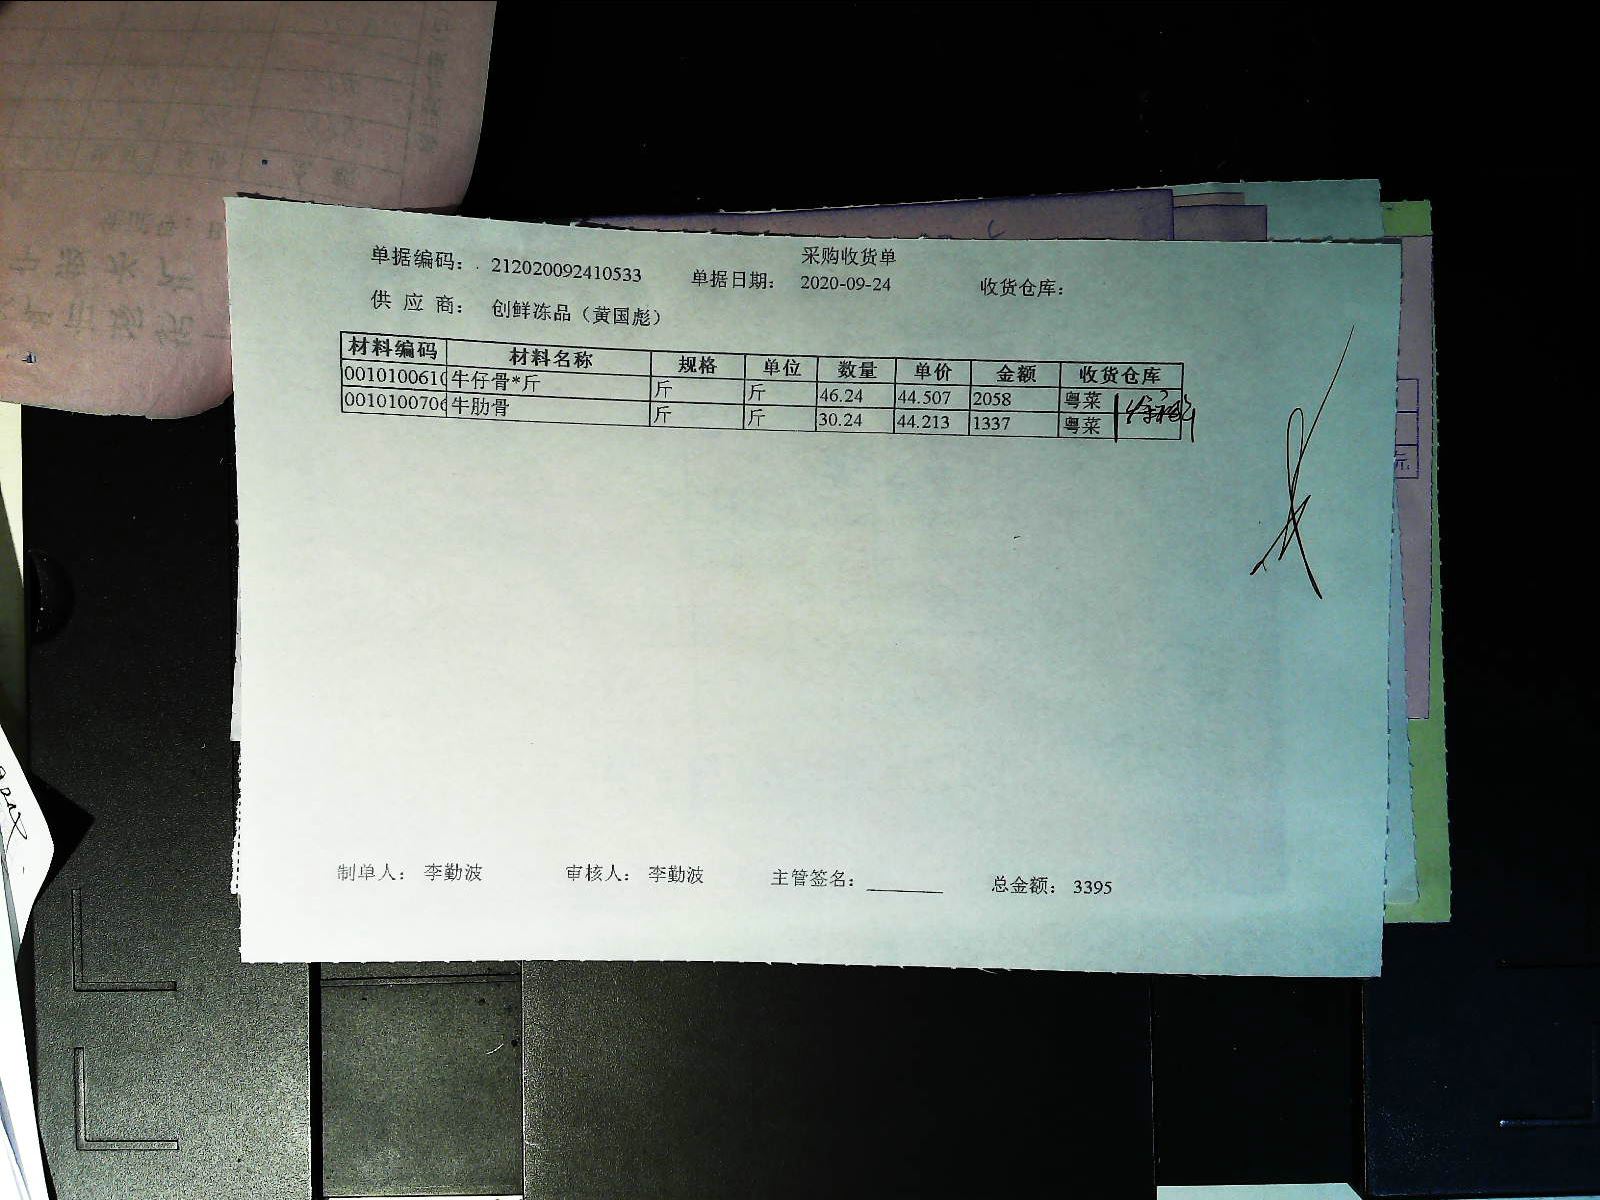 采购收货单
单据编码： 212020092410533 单据日期： 2020-09-24 收货仓库：
供 应 商： 创鲜冻品（黄国彪）
材料编码 材料名称 规格 单位 数量 单价 金额 收货仓库
0010100610 牛仔骨*斤 斤 斤 46.24 44.507 2058 粤菜
0010100706 牛肋骨 斤 斤 30.24 44.213 1337 粤菜
元
制单人： 李勤波 审核人： 李勤波 主管签名： 总金额： 3395